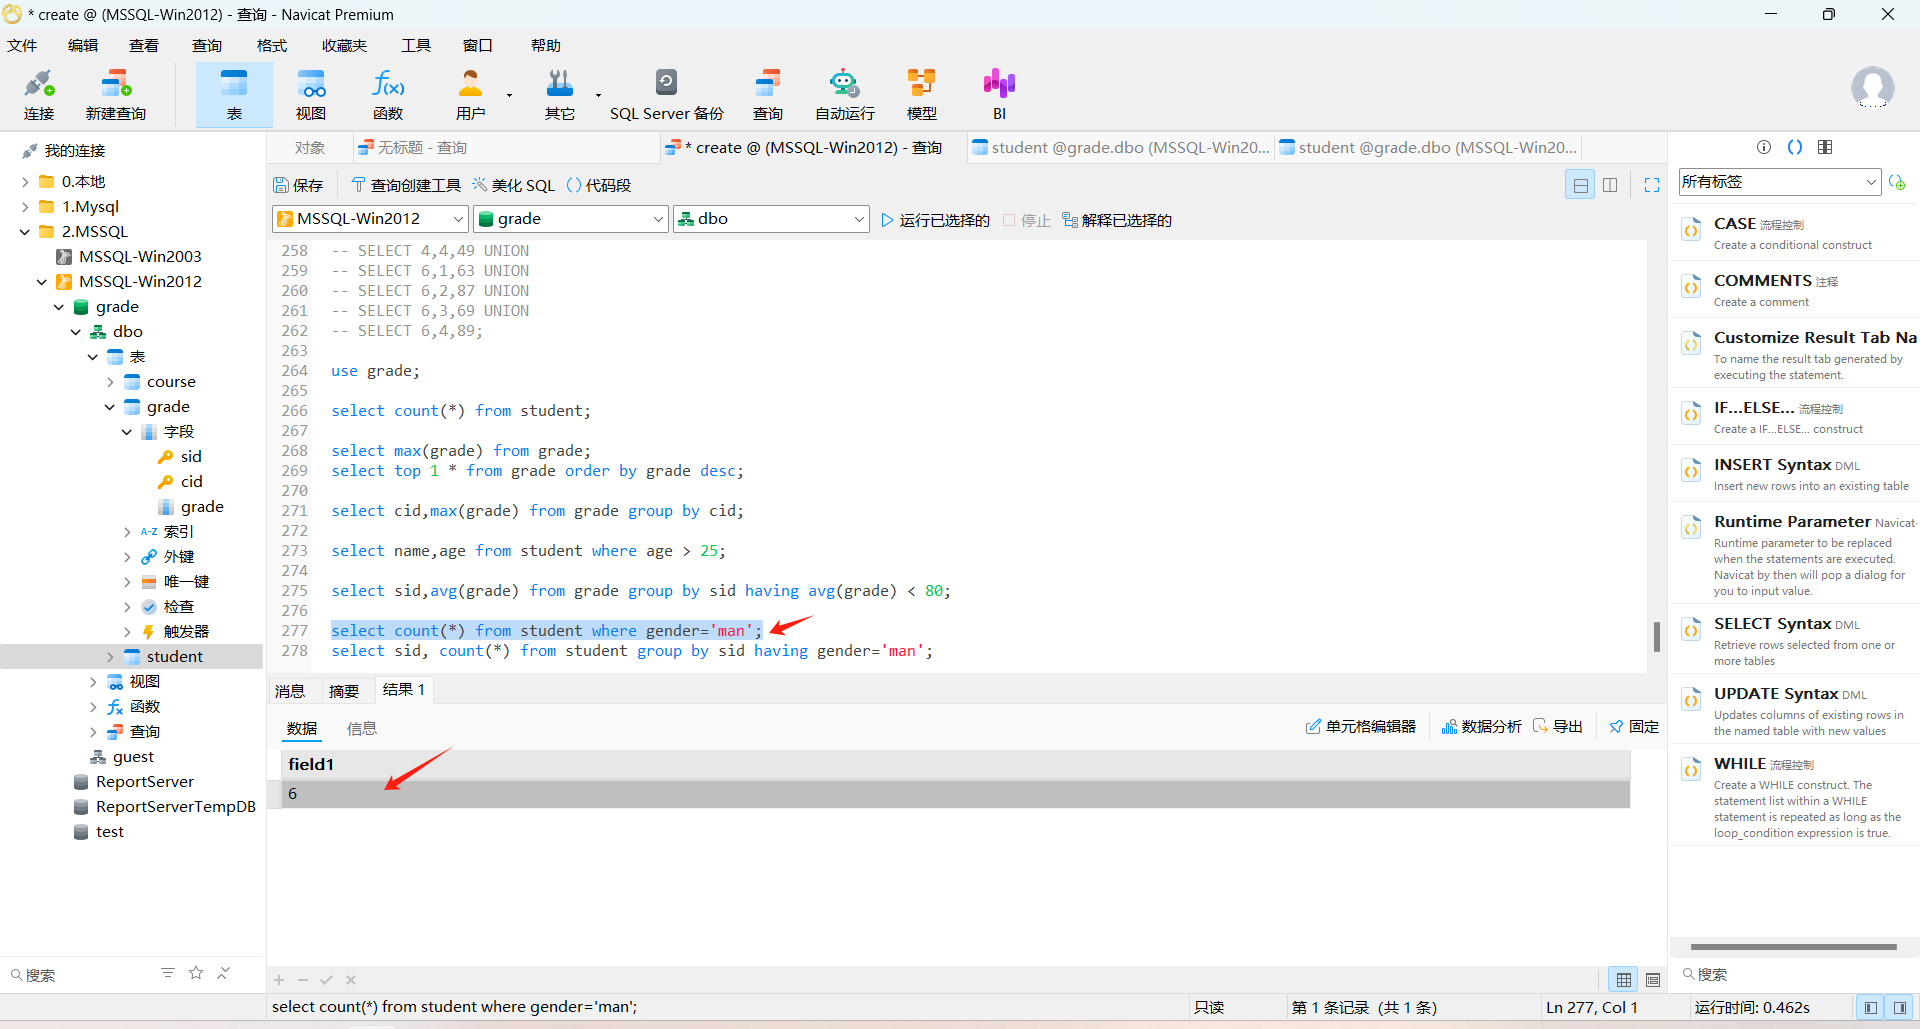 * create @ (MSSQL-Win2012) - 查询 - Navicat Premium
文件 编辑 查看 查询 格式 收藏夹 工具 窗口 帮助
连接 新建查询 表 视图 函数 用户 其它 SQL Server 备份 查询 自动运行 模型 BI
我的连接
0.本地
1.Mysql
2.MSSQL
MSSQL-Win2003
MSSQL-Win2012
grade
dbo
表
course
grade
字段
sid
cid
grade
A-Z 索引
外键
唯一键
检查
触发器
student
视图
函数
查询
guest
ReportServer
ReportServerTempDB
test
搜索
对象 无标题 - 查询 * create @ (MSSQL-Win2012) - 查询 student @grade.dbo (MSSQL-Win20... student @grade.dbo (MSSQL-Win20...
保存 查询创建工具 美化 SQL () 代码段
MSSQL-Win2012 grade dbo 运行已选择的 停止 解释已选择的
258 -- SELECT 4,4,49 UNION
259 -- SELECT 6,1,63 UNION
260 -- SELECT 6,2,87 UNION
261 -- SELECT 6,3,69 UNION
262 -- SELECT 6,4,89;
263
264 use grade;
265
266 select count(*) from student;
267
268 select max(grade) from grade;
269 select top 1 * from grade order by grade desc;
270
271 select cid,max(grade) from grade group by cid;
272
273 select name,age from student where age > 25;
274
275 select sid,avg(grade) from grade group by sid having avg(grade) < 80;
276
277 select count(*) from student where gender='man';
278 select sid, count(*) from student group by sid having gender='man';
消息 摘要 结果 1
数据 信息 单元格编辑器 数据分析 导出 固定
field1
6
select count(*) from student where gender='man'; 只读 第 1 条记录 (共 1 条) Ln 277, Col 1 运行时间: 0.462s
所有标签
CASE 流程控制
Create a conditional construct
COMMENTS 注释
Create a comment
Customize Result Tab Na
To name the result tab generated by
executing the statement.
IF...ELSE... 流程控制
Create a IF...ELSE... construct
INSERT Syntax DML
Insert new rows into an existing table
Runtime Parameter Navicat
Runtime parameter to be replaced
when the statements are executed.
Navicat by then will pop a dialog for
you to input value.
SELECT Syntax DML
Retrieve rows selected from one or
more tables
UPDATE Syntax DML
Updates columns of existing rows in
the named table with new values
WHILE 流程控制
Create a WHILE construct. The
statement list within a WHILE
statement is repeated as long as the
loop_condition expression is true.
搜索